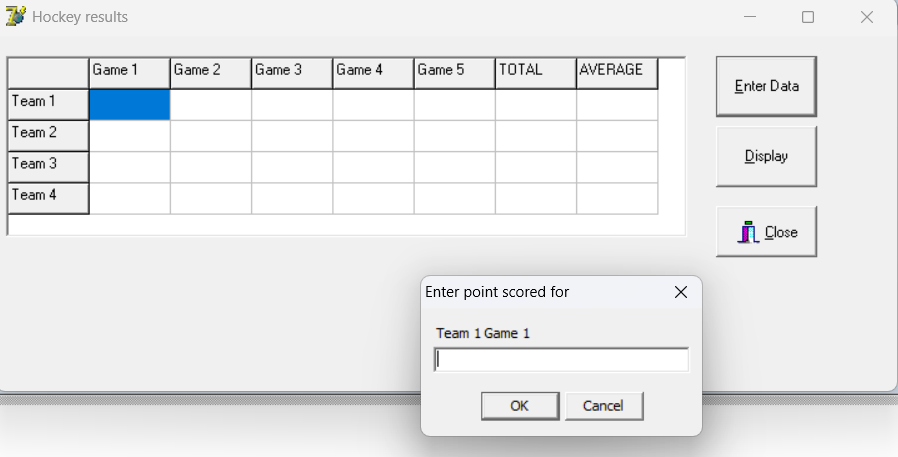 Hockey results
Game 1 Game 2 Game 3 Game 4 Game 5 TOTAL AVERAGE
Team 1
Team 2
Team 3
Team 4
Enter Data
Display
Close
Enter point scored for
Team 1 Game 1
OK Cancel